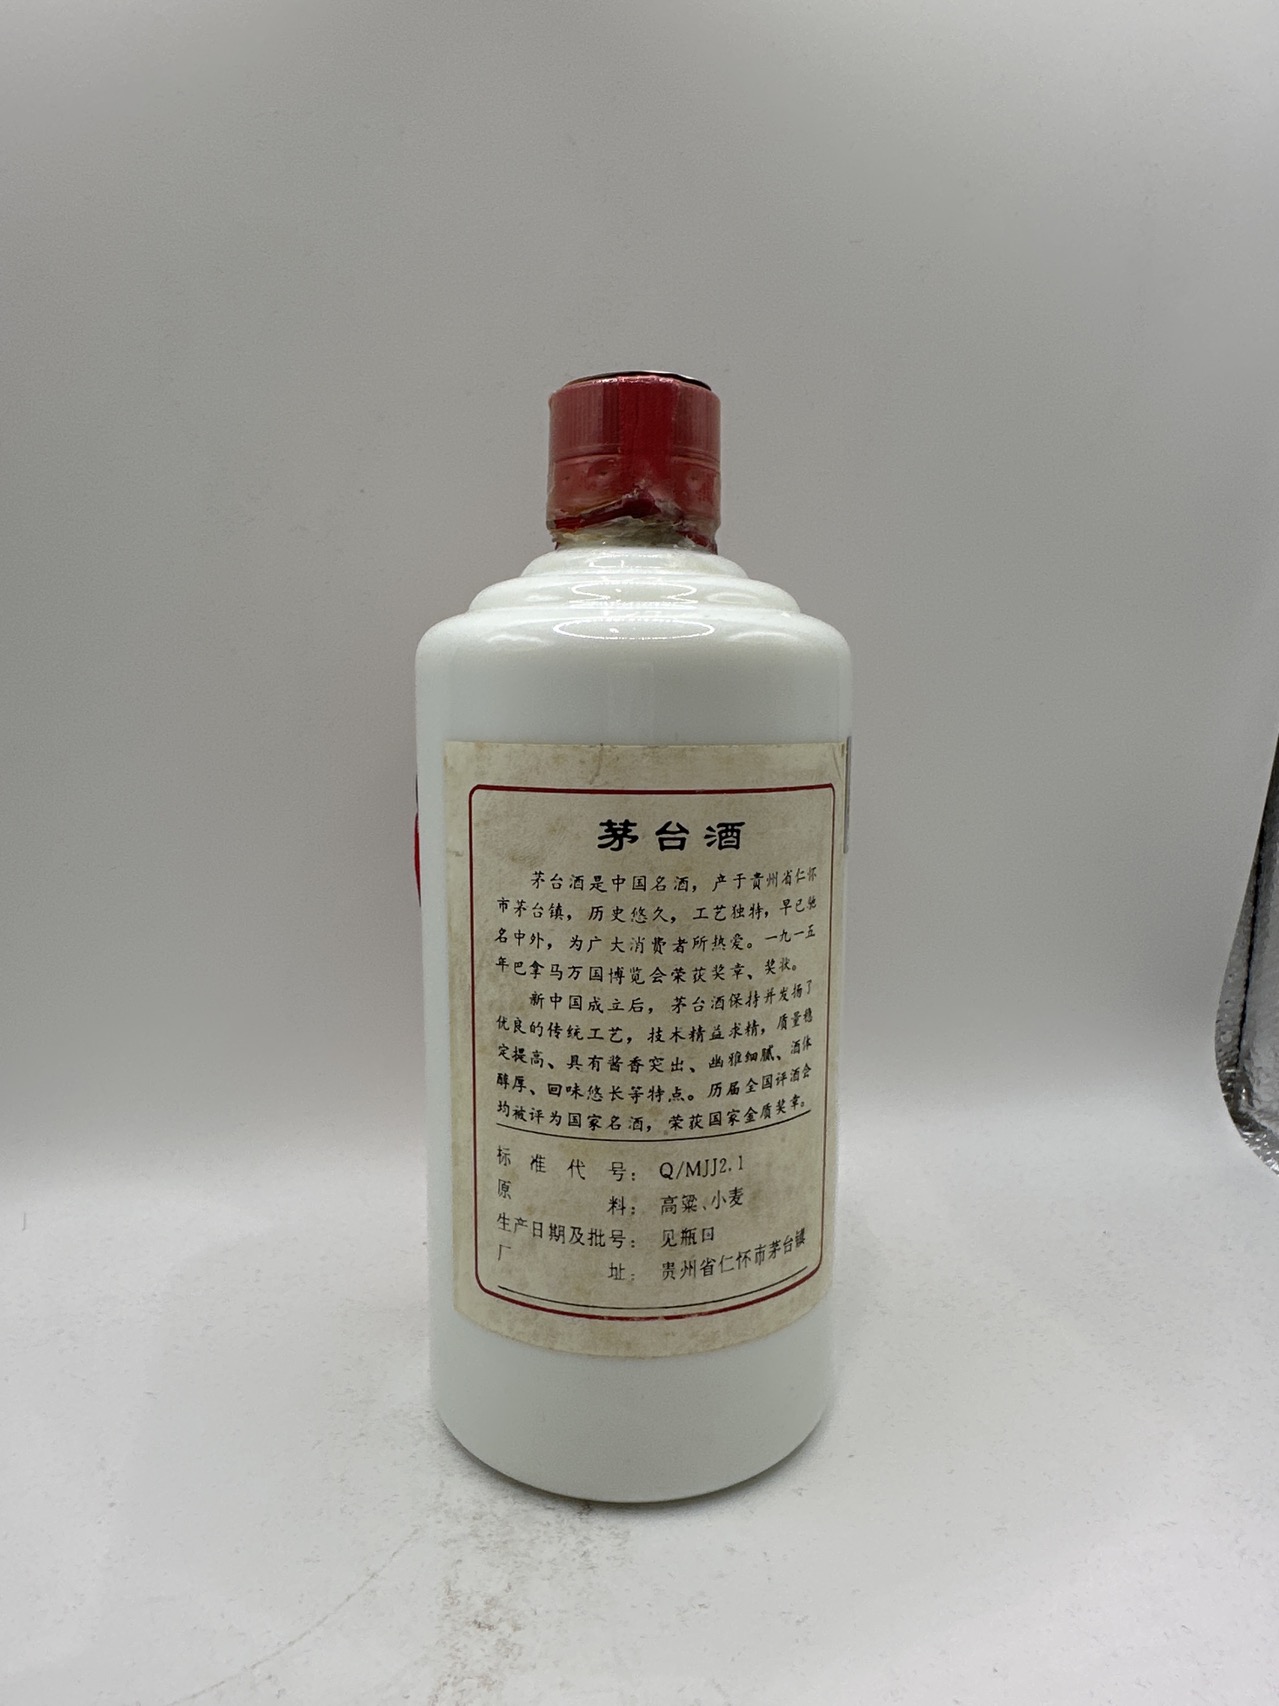 茅台酒
茅台酒是中国名酒，产于贵州省仁怀
市茅台镇，历史悠久，工艺独特，早已驰
名中外，为广大消费者所热爱。一九一五
年巴拿马万国博览会荣获奖章、奖状。
新中国成立后，茅台酒保持并发扬了
优良的传统工艺，技术精益求精，质量稳
定提高、具有酱香突出、幽雅细腻、酒体
醇厚、回味悠长等特点。历届全国评酒会
均被评为国家名酒，荣获国家金质奖章。
标准代号：Q/MJJ2.1
原料：高粱、小麦
生产日期及批号：见瓶口
厂址：贵州省仁怀市茅台镇